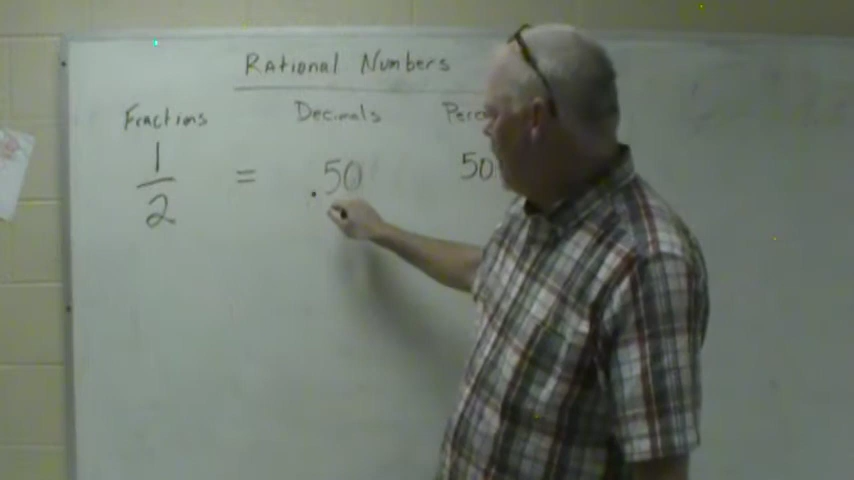 Rational Numbers
Fractions Decimals
1/2 = .50 50